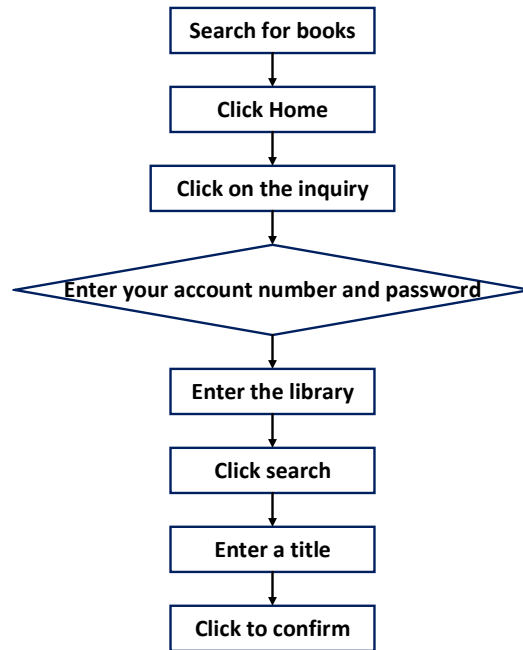 Search for books
Click Home
Click on the inquiry
Enter your account number and password
Enter the library
Click search
Enter a title
Click to confirm